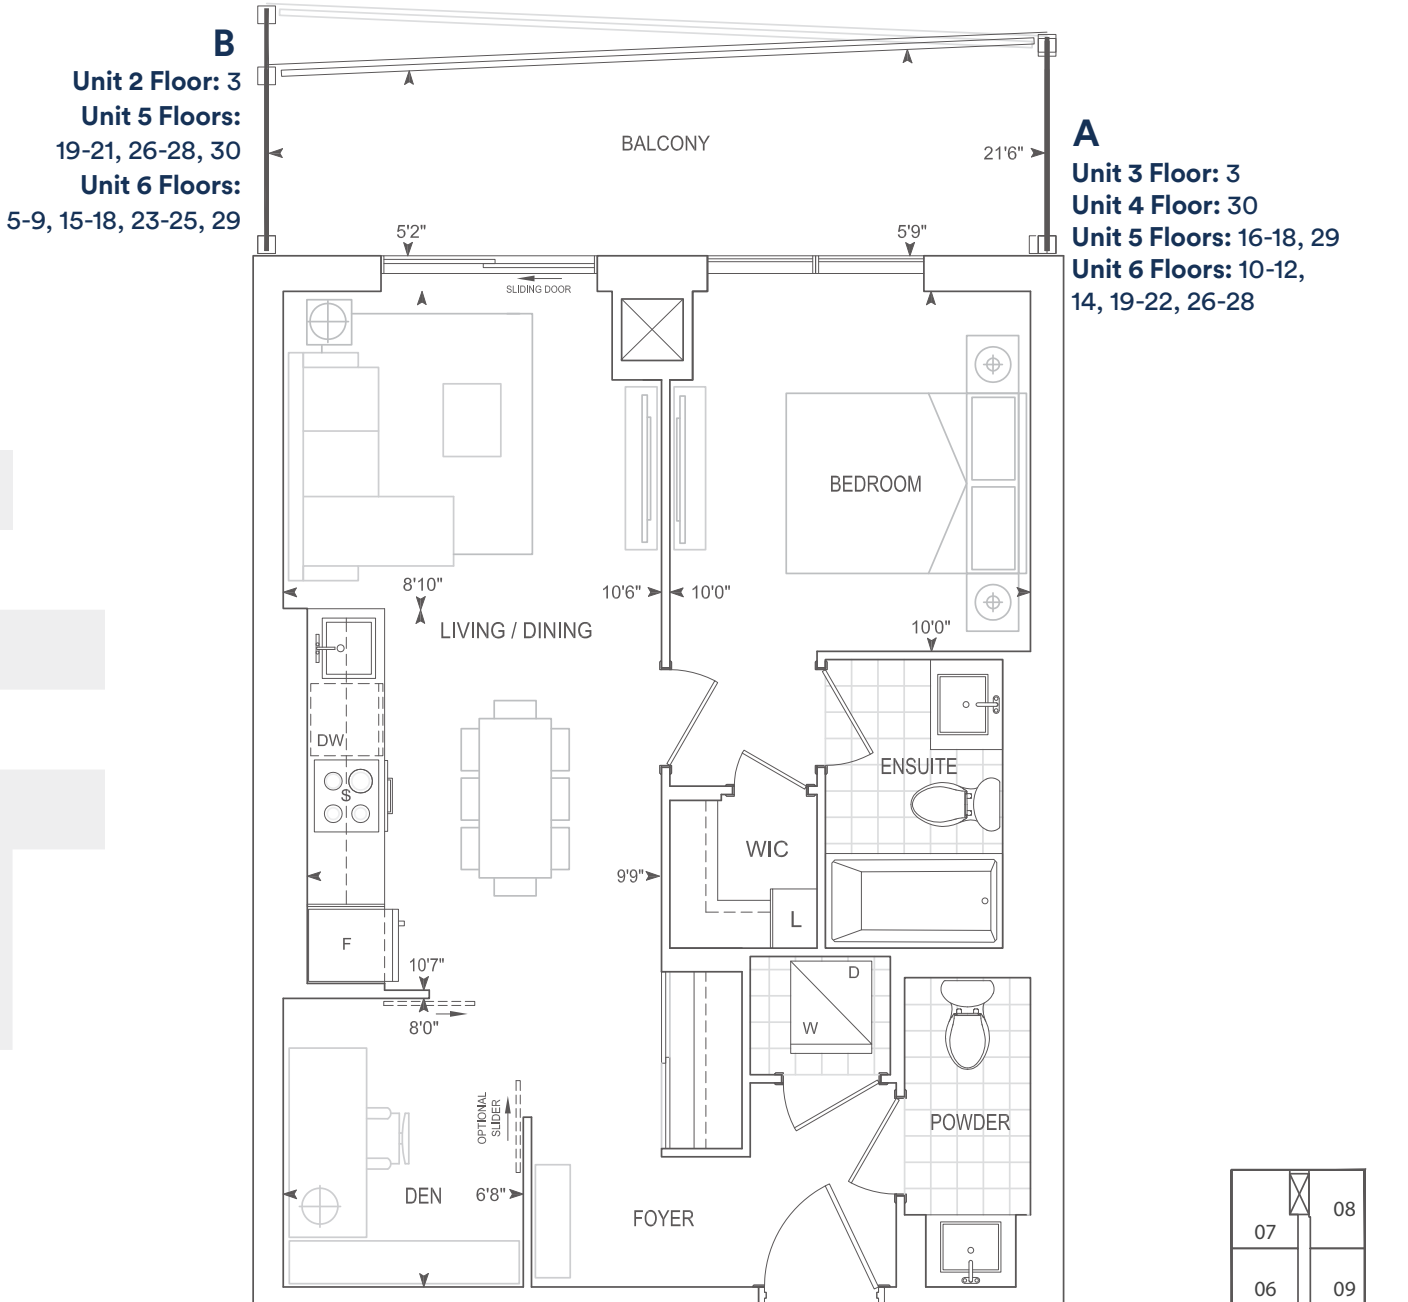 B
Unit 2 Floor: 3
Unit 5 Floors:
19-21, 26-28, 30
Unit 6 Floors:
5-9, 15-18, 23-25, 29
BALCONY
21'6"
A
Unit 3 Floor: 3
Unit 4 Floor: 30
Unit 5 Floors: 16-18, 29
Unit 6 Floors: 10-12,
14, 19-22, 26-28
5'2"
5'9"
SLIDING DOOR
BEDROOM
8'10"
10'6"
10'0"
LIVING / DINING
10'0"
DW
S
ENSUITE
WIC
9'9"
L
F
10'7"
8'0"
D
W
OPTIONAL
SLIDER
POWDER
DEN
6'8"
FOYER
07
08
06
09